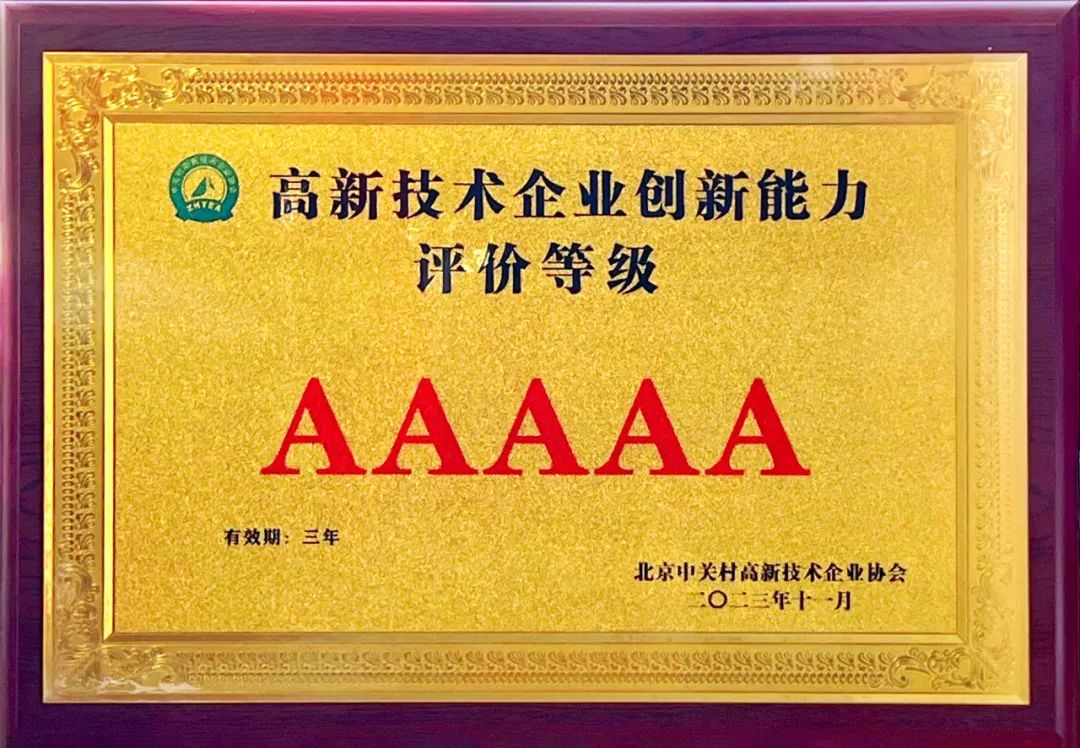 ZHTEA
高新技术企业创新能力
评价等级
AAAAA
有效期：三年
北京中关村高新技术企业协会
二〇二三年十一月